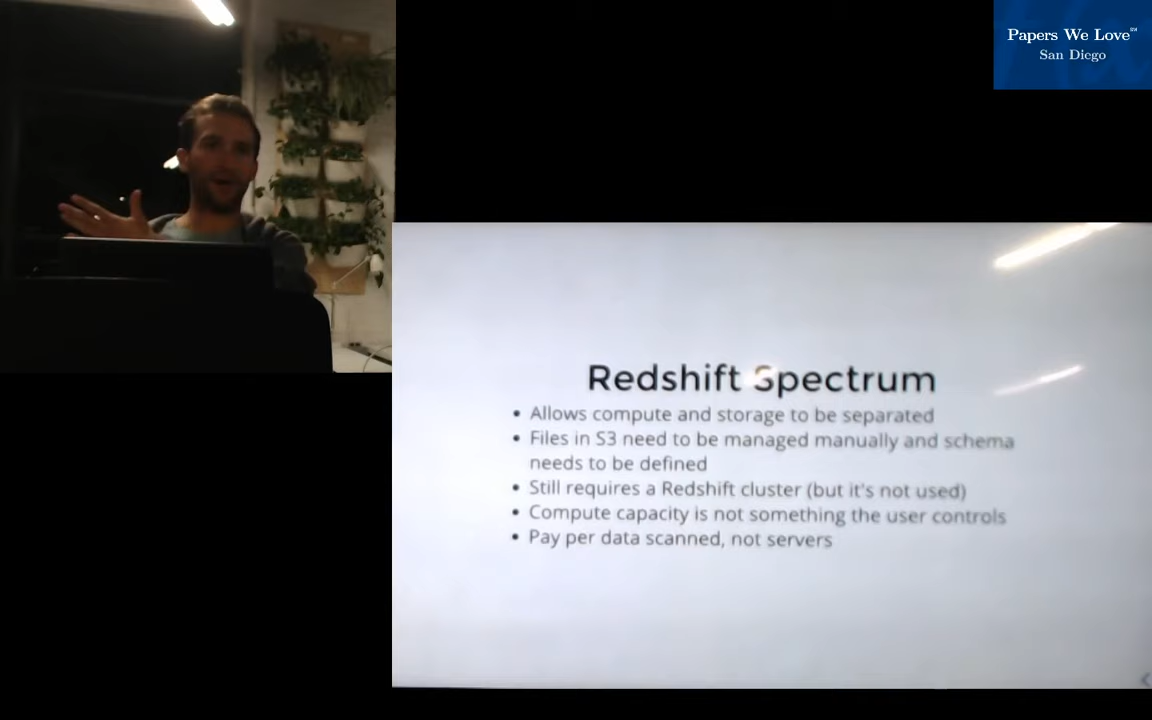 Papers We Love℠
San Diego
Redshift Spectrum
• Allows compute and storage to be separated
• Files in S3 need to be managed manually and schema
needs to be defined
• Still requires a Redshift cluster (but it's not used)
• Compute capacity is not something the user controls
• Pay per data scanned, not servers